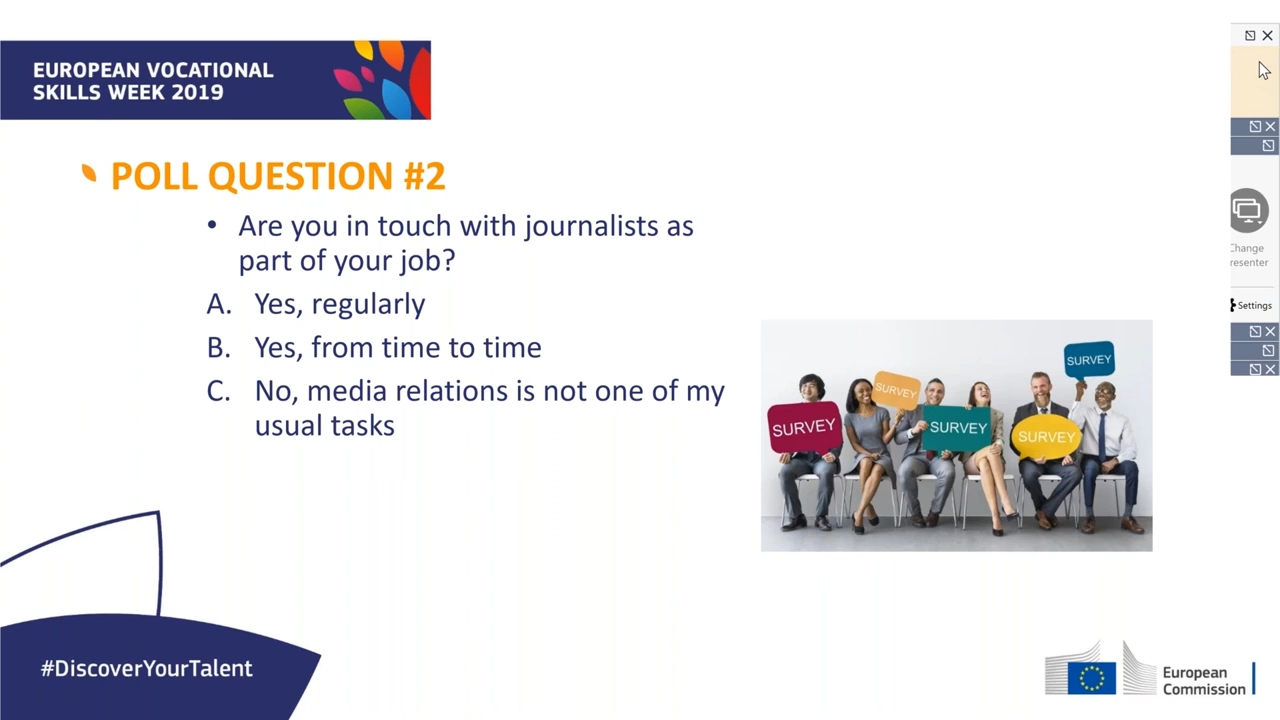 EUROPEAN VOCATIONAL
SKILLS WEEK 2019
POLL QUESTION #2
• Are you in touch with journalists as
part of your job?
A. Yes, regularly
B. Yes, from time to time
C. No, media relations is not one of my
usual tasks
SURVEY
SURVEY
SURVEY
SURVEY
SURVEY
Change
resenter
Settings
#DiscoverYourTalent
European
Commission